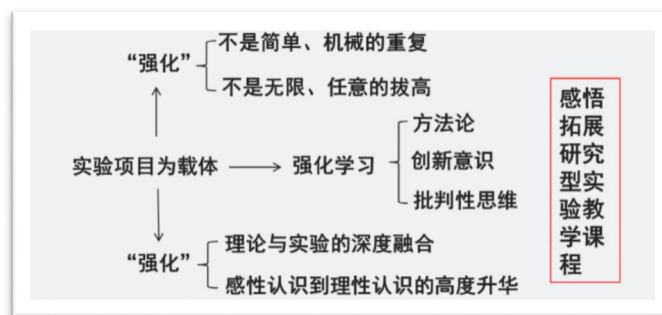 不是简单、机械的重复
“强化”
不是无限、任意的拔高
方法论
实验项目为载体
强化学习
创新意识
批判性思维
理论与实验的深度融合
“强化”
感性认识到理性认识的高度升华
感悟
拓展
研究
型实
验教
学课
程